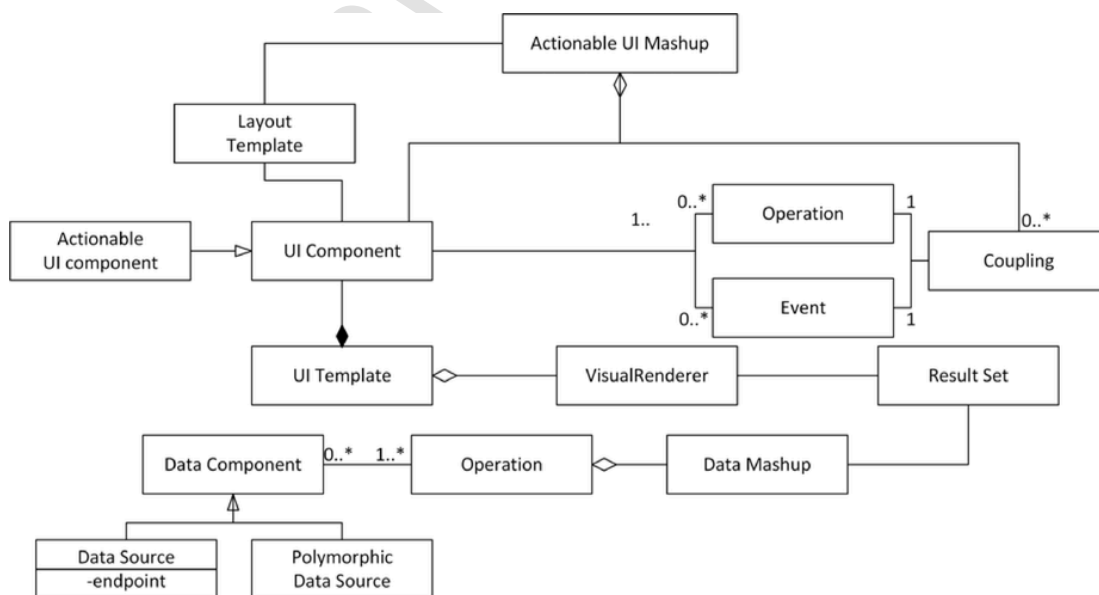 Actionable UI Mashup
Layout
Template
0..*
Operation
1
1..
0..*
Actionable
UI component
UI Component
Coupling
Event
0..*
1
UI Template
VisualRenderer
Result Set
Data Component
0..*
1..*
Operation
Data Mashup
Data Source
-endpoint
Polymorphic
Data Source